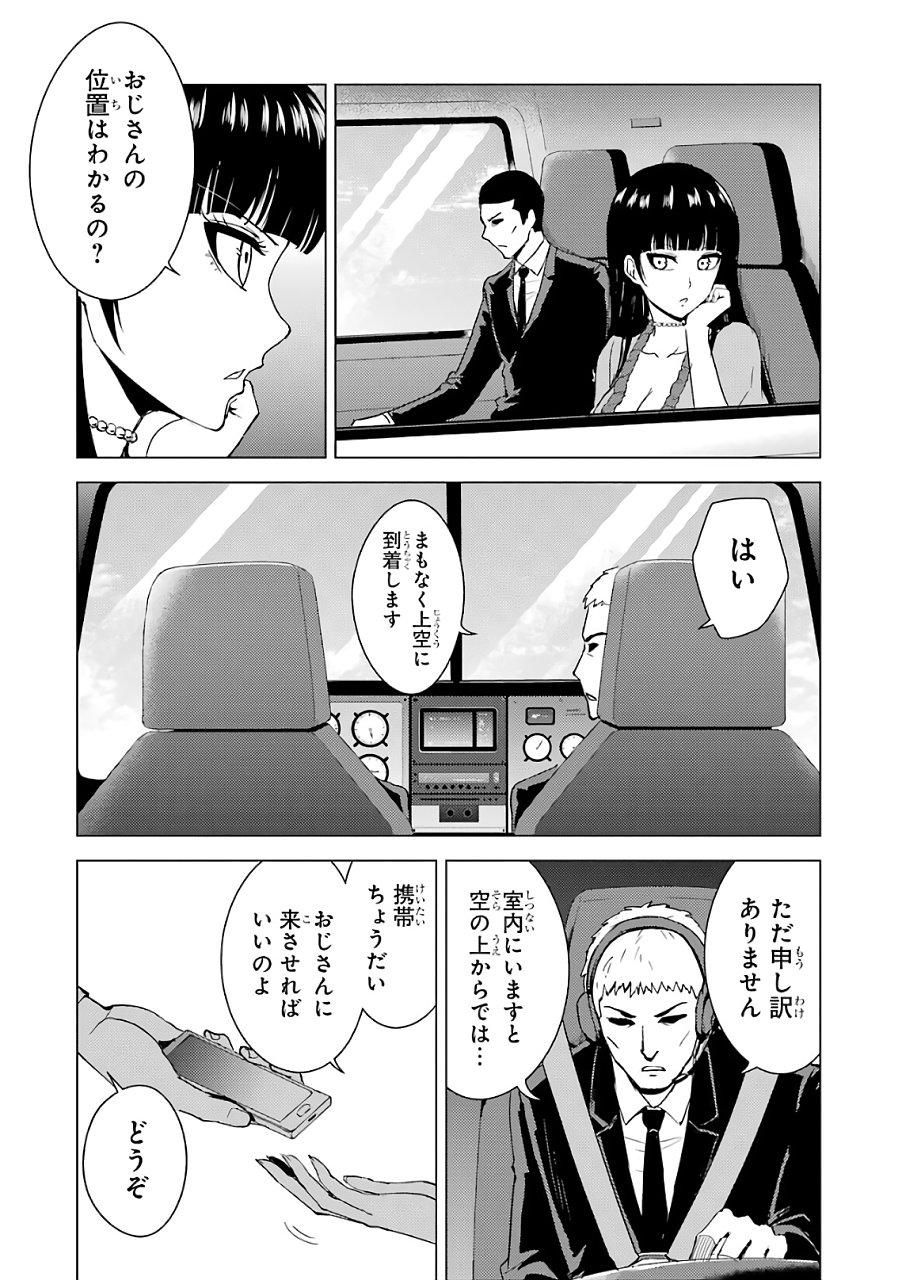 おじさんの
位置はわかるの？
はい
まもなく上空に
到着します
ただ申し訳
ありません
室内にいますと
空の上からでは…
携帯
ちょうだい
おじさんに
来させれば
いいのよ
どうぞ